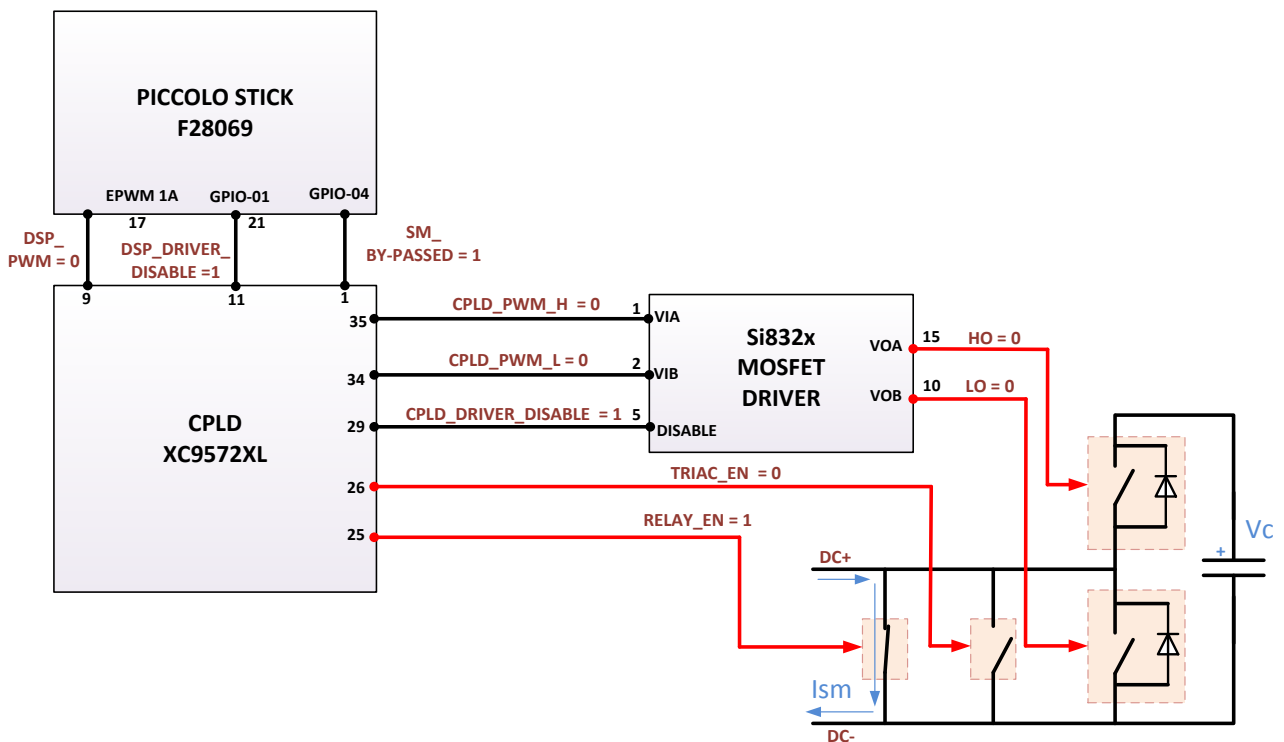 PICCOLO STICK
F28069
EPWM 1A
GPIO-01
GPIO-04
17
21
DSP_
PWM = 0
DSP_DRIVER_
DISABLE =1
SM_
BY-PASSED = 1
9
11
1
CPLD
XC9572XL
35
34
29
26
25
CPLD_PWM_H = 0
CPLD_PWM_L = 0
CPLD_DRIVER_DISABLE = 1
TRIAC_EN = 0
RELAY_EN = 1
1
VIA
2
VIB
5
DISABLE
Si832x
MOSFET
DRIVER
VOA
15
HO = 0
VOB
10
LO = 0
Vc
+
DC+
Ism
DC-